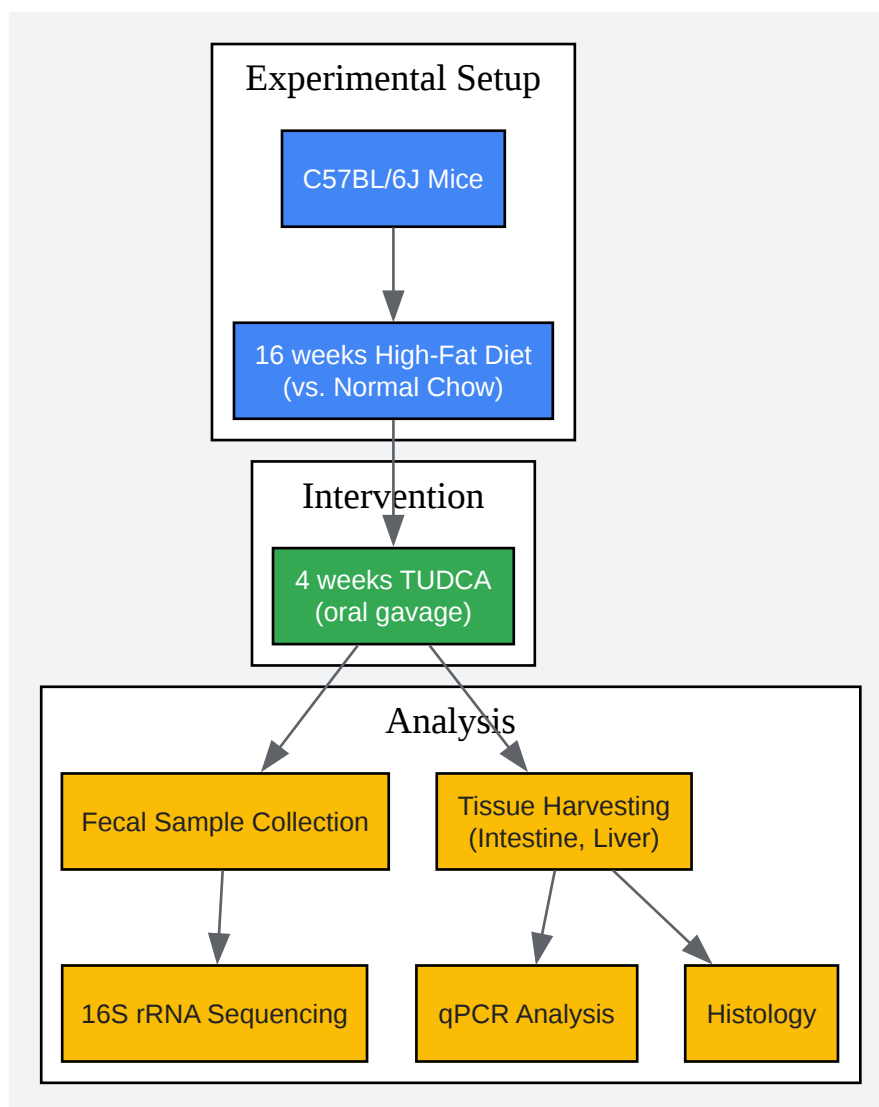 Experimental Setup
C57BL/6J Mice
16 weeks High-Fat Diet
(vs. Normal Chow)
Intervention
4 weeks TUDCA
(oral gavage)
Analysis
Fecal Sample Collection
Tissue Harvesting
(Intestine, Liver)
16S rRNA Sequencing
qPCR Analysis
Histology